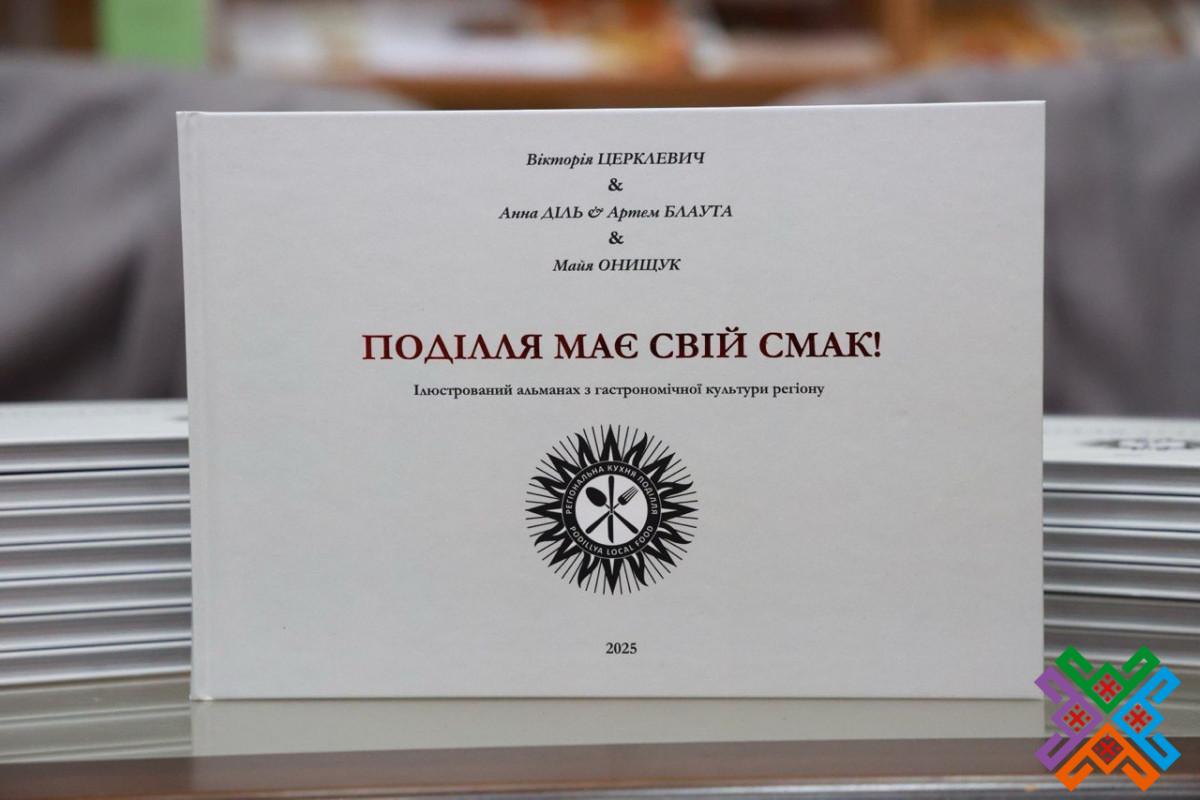 Вікторія ЦЕРКЛЕВИЧ
&
Анна ДІЛЬ & Артем БЛАУТА
&
Майя ОНИЩУК
ПОДІЛЛЯ МАЄ СВІЙ СМАК!
Ілюстрований альманах з гастрономічної культури регіону
РЕГІОНАЛЬНА КУХНЯ ПОДІЛЛЯ
PODILLYA LOCAL FOOD
2025